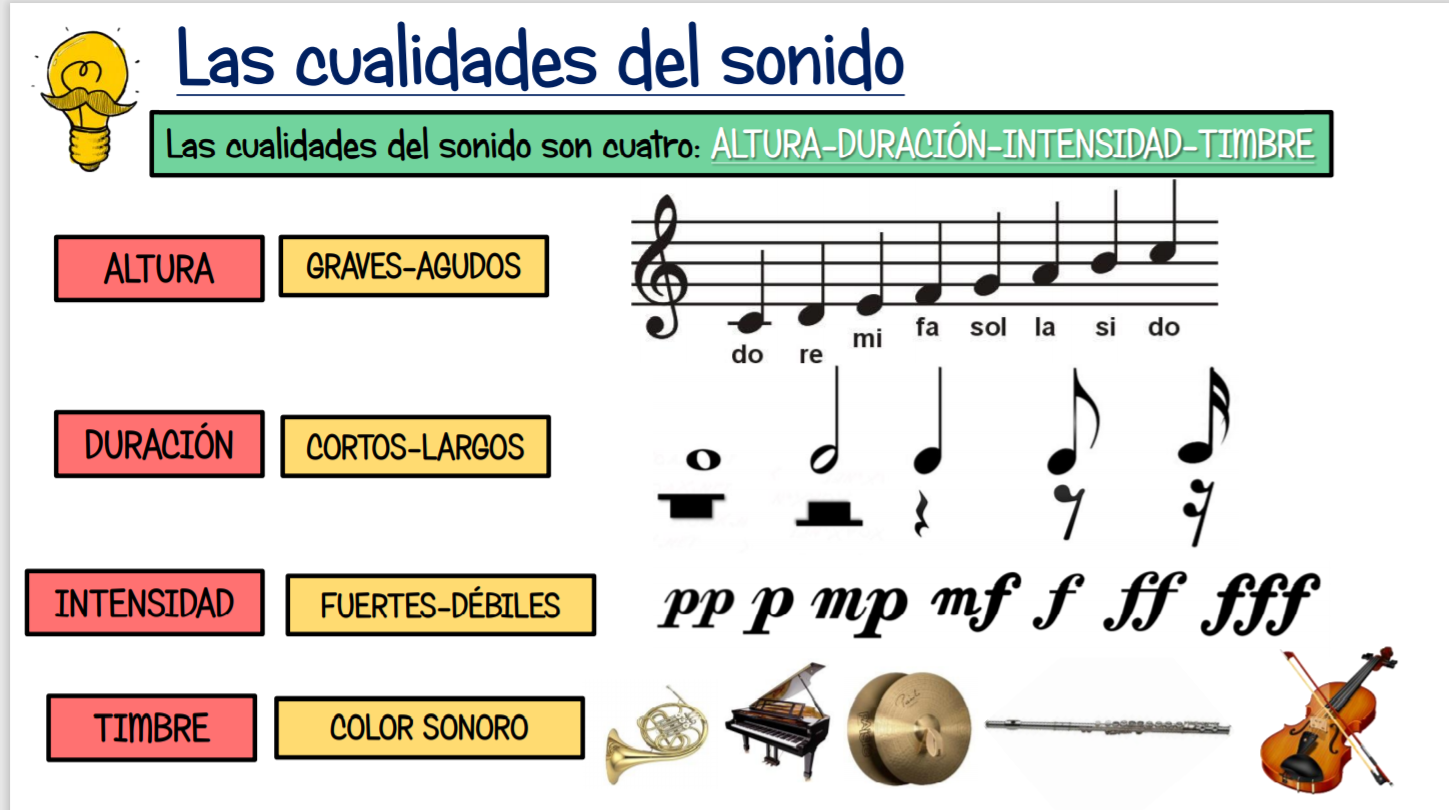 Las cualidades del sonido
Las cualidades del sonido son cuatro: ALTURA-DURACIÓN-INTENSIDAD-TIMBRE
ALTURA
GRAVES-AGUDOS
do re mi fa sol la si do
DURACIÓN
CORTOS-LARGOS
INTENSIDAD
FUERTES-DÉBILES
pp p mp mf f ff fff
TIMBRE
COLOR SONORO